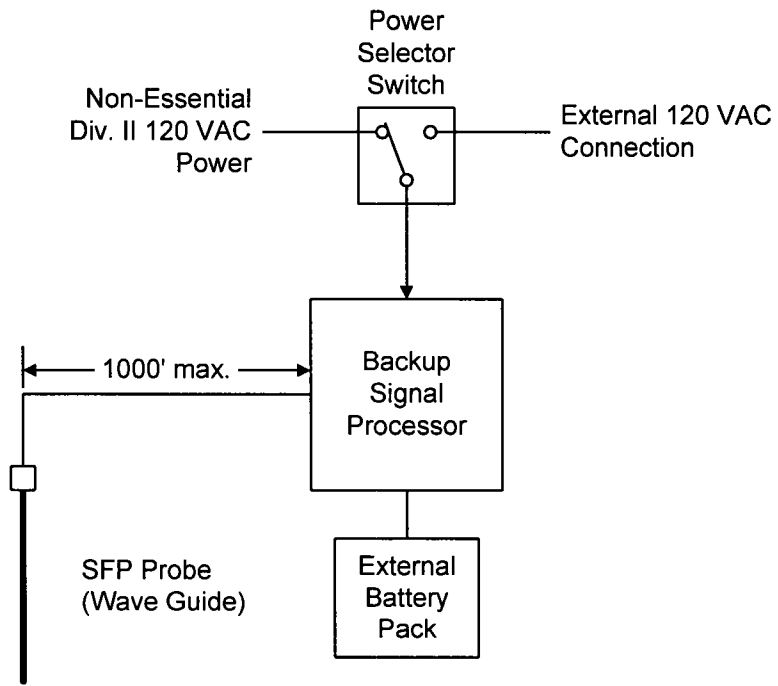 Power
Selector
Switch
Non-Essential
Div. II 120 VAC
Power
External 120 VAC
Connection
1000' max.
Backup
Signal
Processor
SFP Probe
(Wave Guide)
External
Battery
Pack